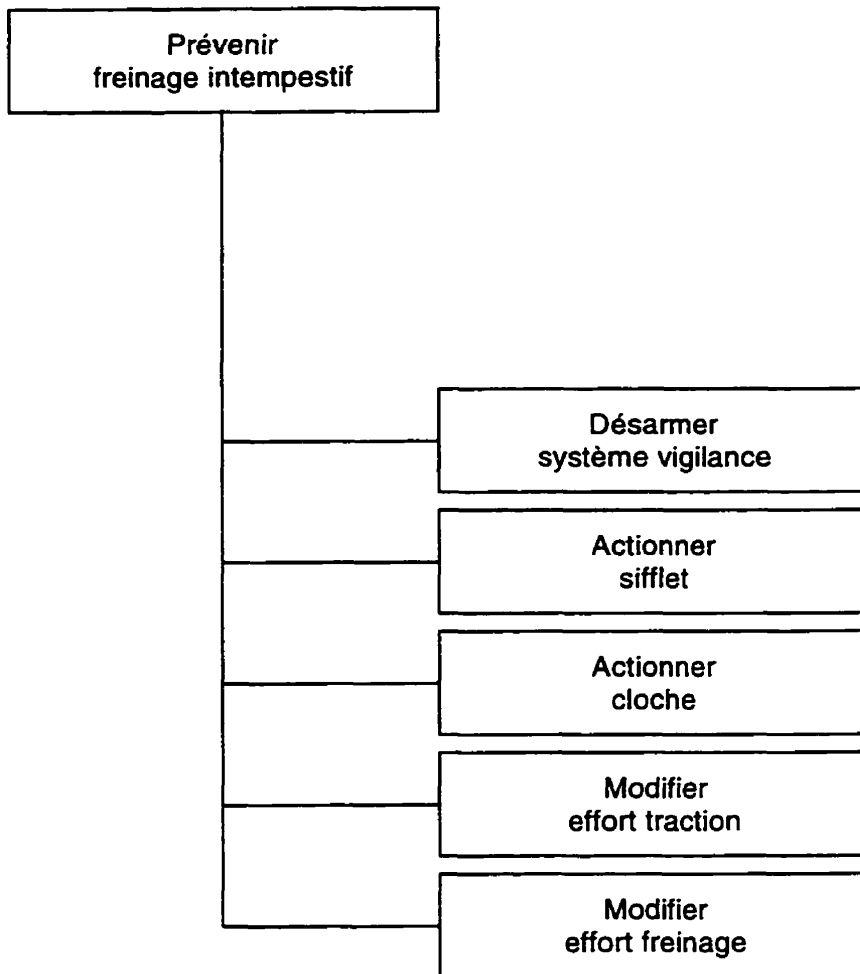 Prévenir
freinage intempestif
Désarmer
système vigilance
Actionner
sifflet
Actionner
cloche
Modifier
effort traction
Modifier
effort freinage